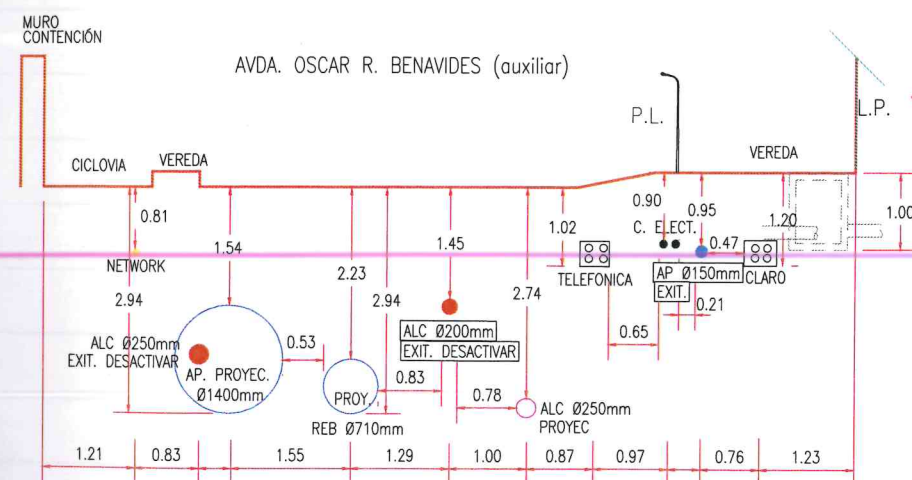 MURO
CONTENCIÓN
AVDA. OSCAR R. BENAVIDES (auxiliar)
P.L.
L.P.
CICLOVIA
VEREDA
VEREDA
0.81
1.54
2.23
2.94
1.45
2.74
1.02
0.90
0.95
1.20
1.00
C. ELECT.
0.47
NETWORK
2.94
TELEFONICA
AP Ø150mm
EXIT.
CLARO
0.21
0.65
ALC Ø250mm
EXIT. DESACTIVAR
AP. PROYEC.
Ø1400mm
0.53
ALC Ø200mm
EXIT. DESACTIVAR
0.83
0.78
PROY.
REB Ø710mm
ALC Ø250mm
PROYEC
1.21
0.83
1.55
1.29
1.00
0.87
0.97
0.76
1.23